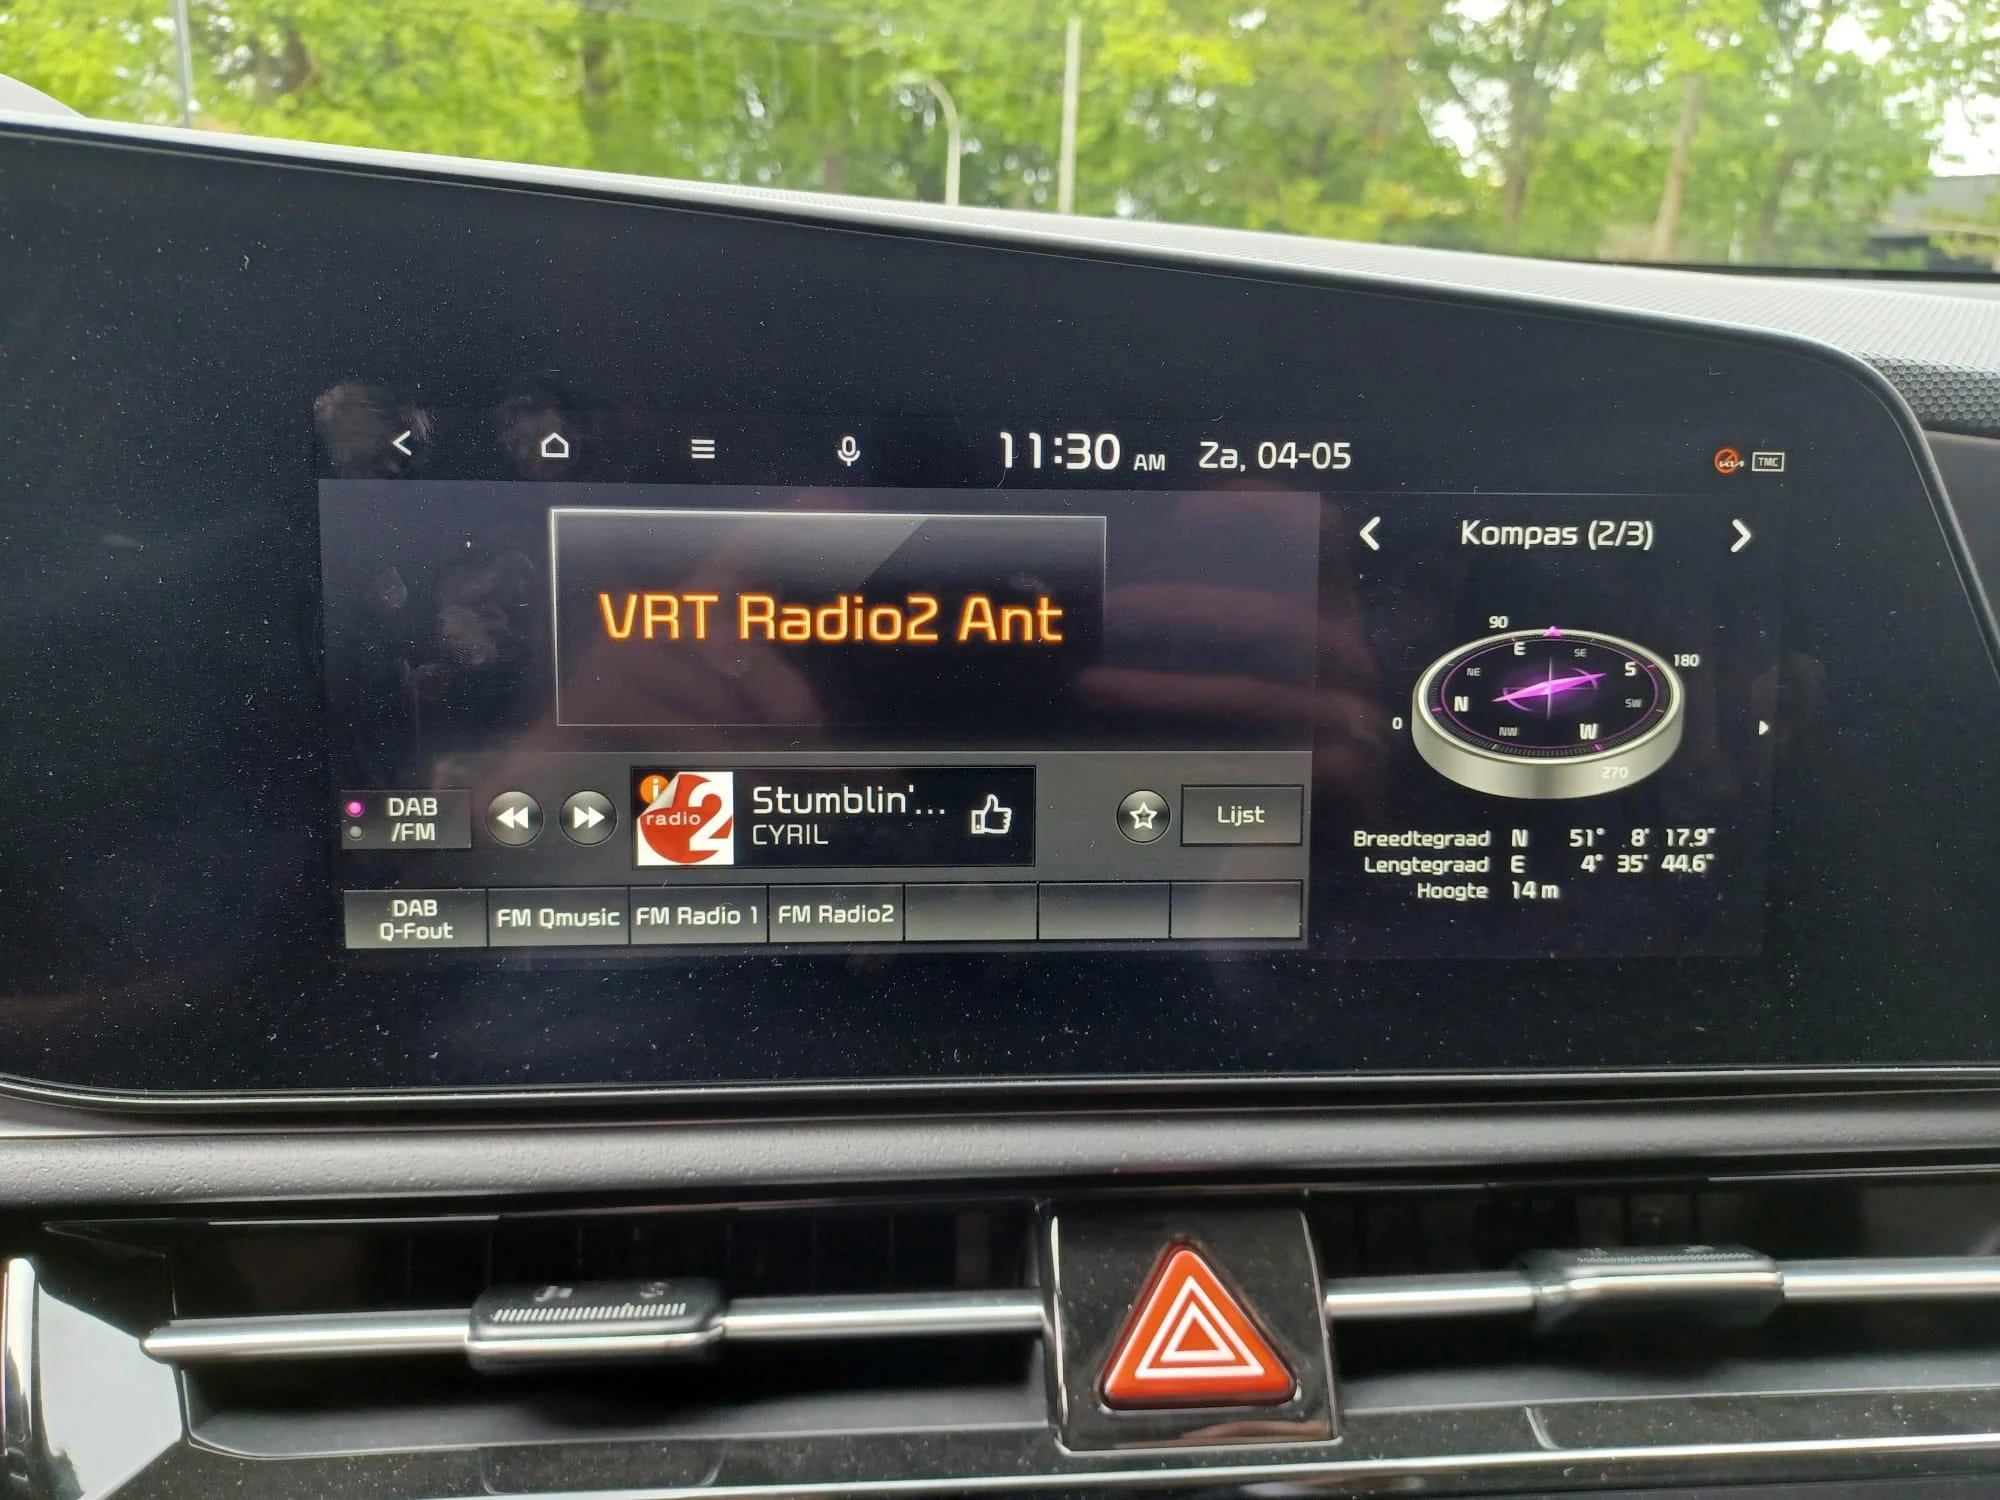 11:30 AM Za, 04-05
TMC
VRT Radio2 Ant
Kompas (2/3)
90
E
SE
S
180
NE
N
SW
0
NW
W
270
DAB
/FM
i
radio
2
Stumblin'...
CYRIL
Lijst
Breedtegraad N 51° 8' 17.9"
Lengtegraad E 4° 35' 44.6"
Hoogte 14 m
DAB
Q-Fout
FM Qmusic
FM Radio 1
FM Radio2